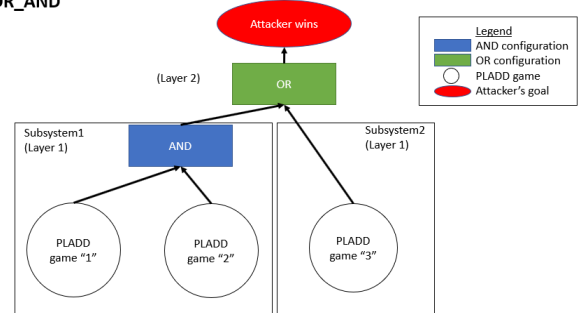 OR_AND
Attacker wins
Legend
AND configuration
OR configuration
PLADD game
Attacker's goal
(Layer 2)
OR
Subsystem1
(Layer 1)
AND
Subsystem2
(Layer 1)
PLADD
game "1"
PLADD
game "2"
PLADD
game "3"